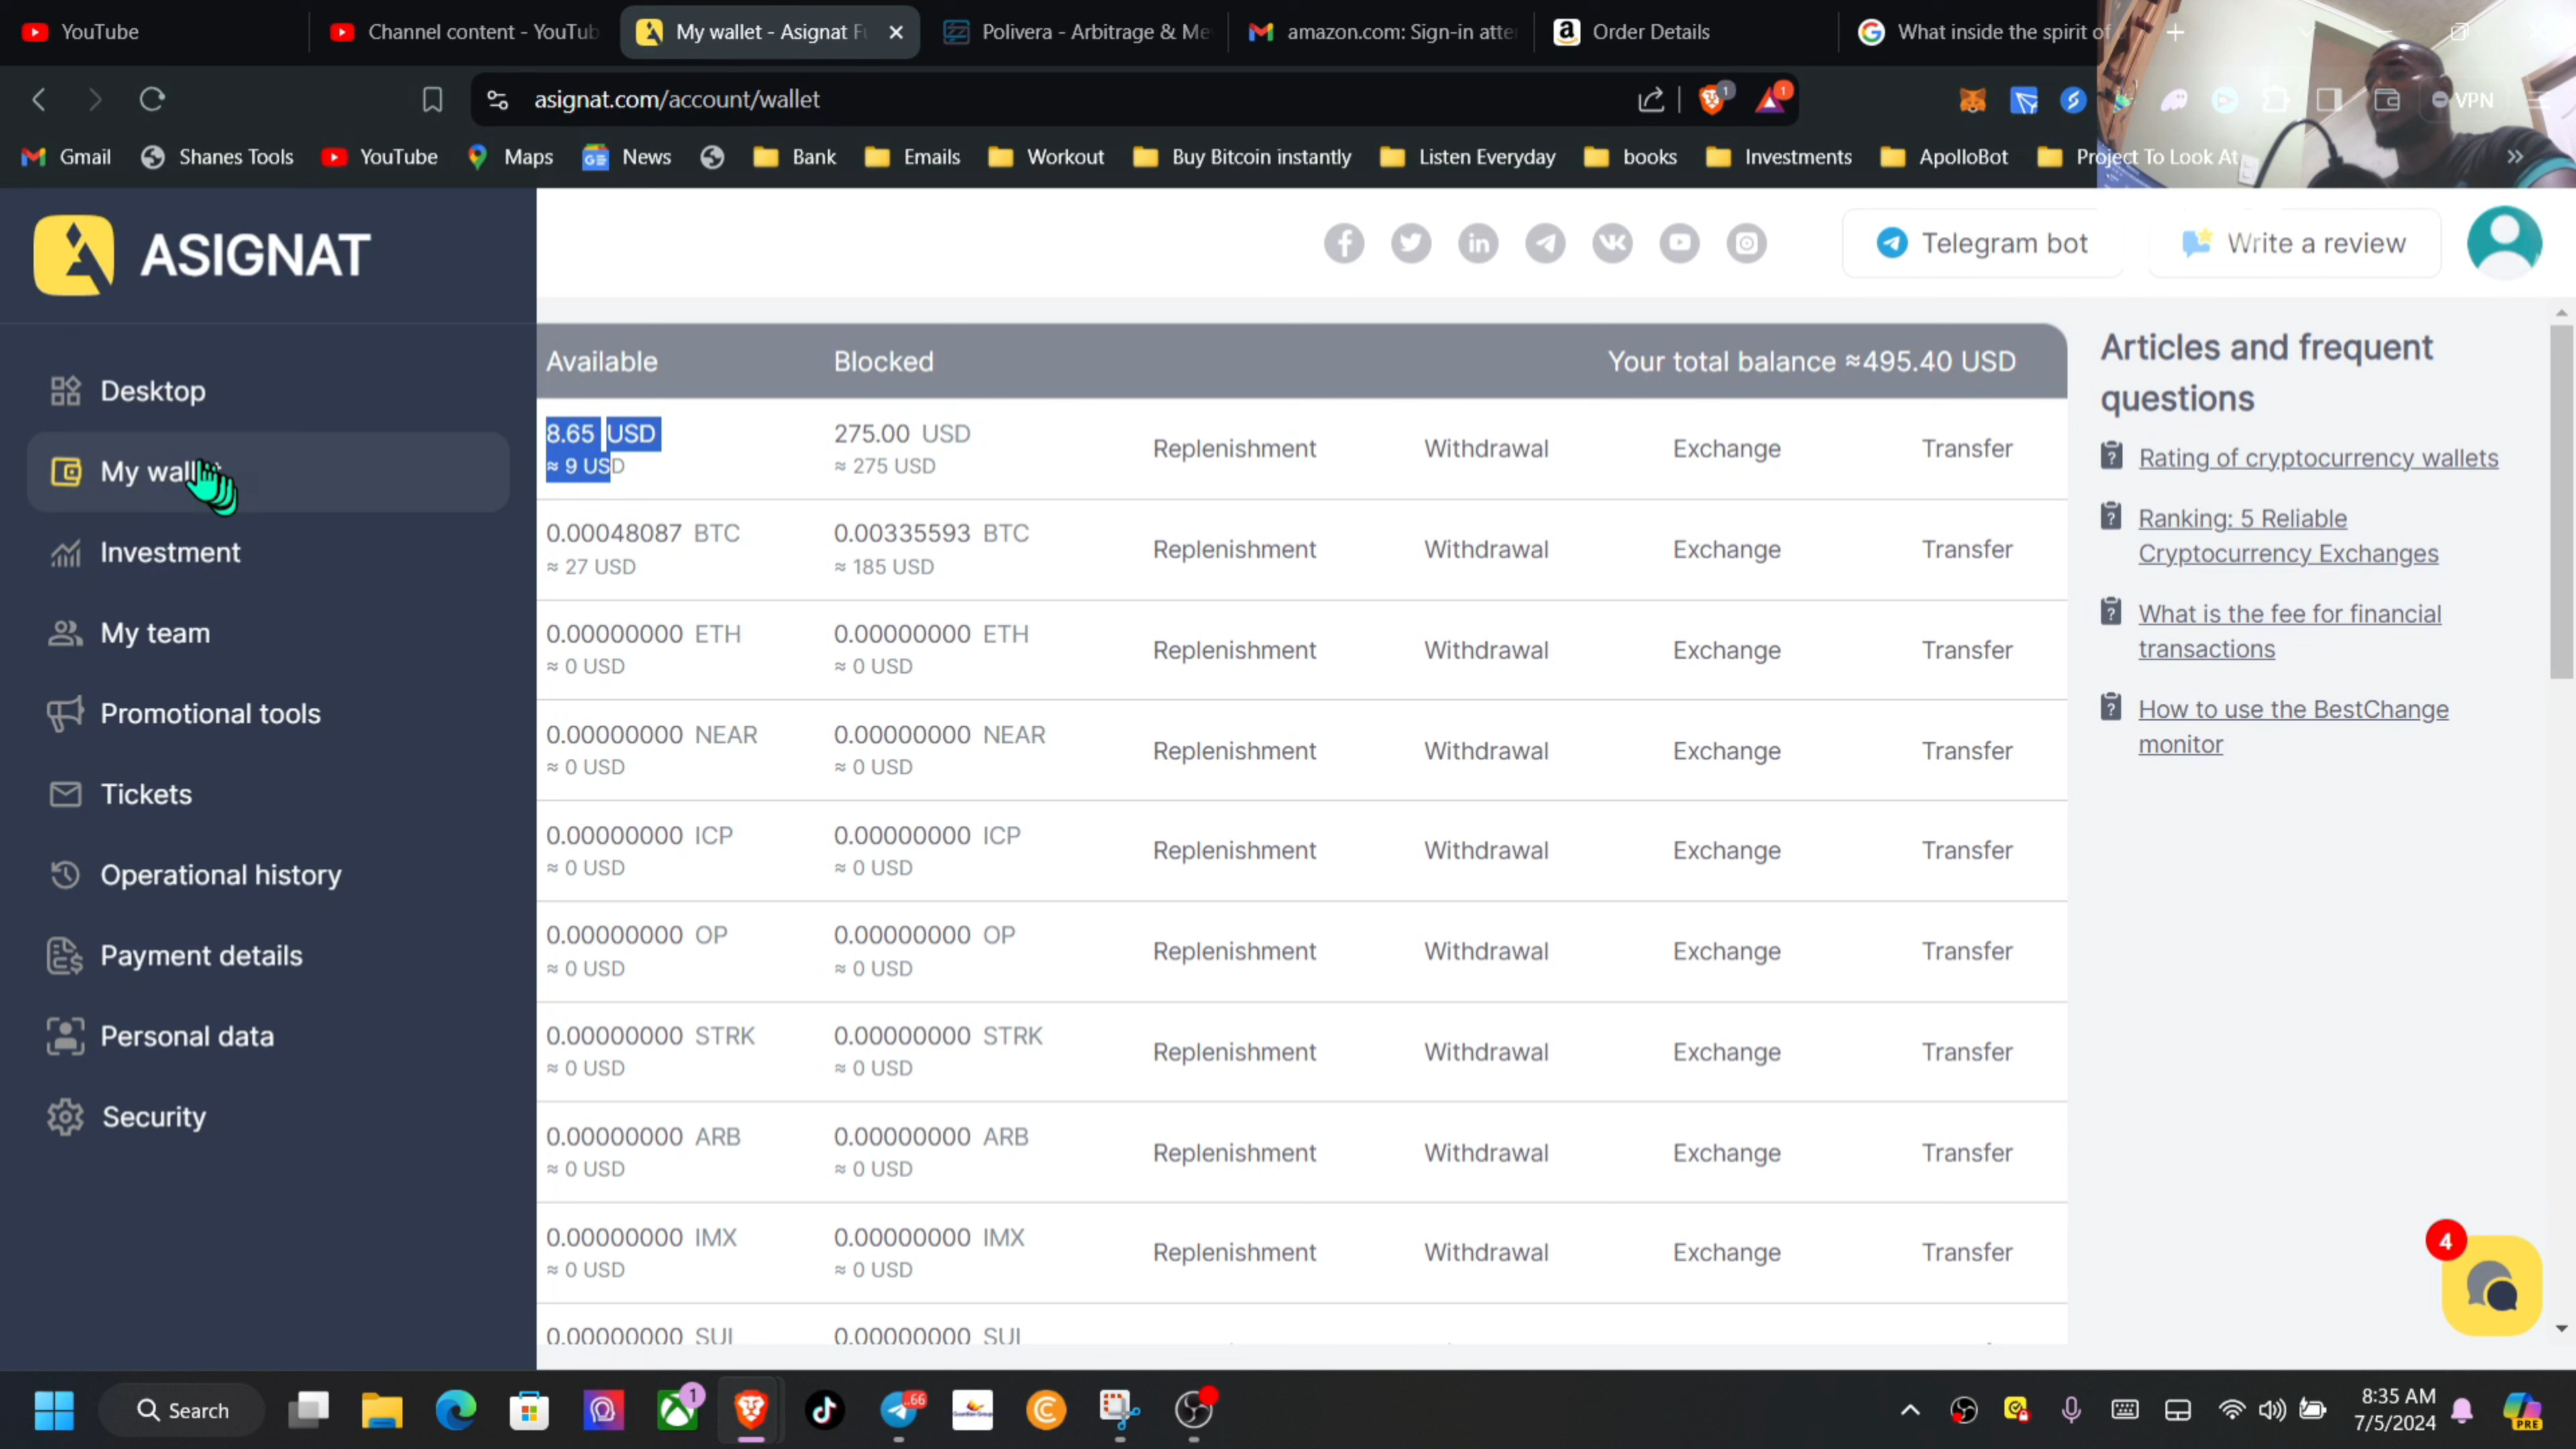 YouTube
Channel content - YouTub
My wallet - Asignat F
Polivera - Arbitrage & Me
amazon.com: Sign-in atte
Order Details
What inside the spirit of
asignat.com/account/wallet
1
1
VPN
Gmail
Shanes Tools
YouTube
Maps
News
Bank
Emails
Workout
Buy Bitcoin instantly
Listen Everyday
books
Investments
ApolloBot
Project To Look At
ASIGNAT
Telegram bot
Write a review
Desktop
My wallet
Investment
My team
Promotional tools
Tickets
Operational history
Payment details
Personal data
Security
Available Blocked Your total balance ≈495.40 USD
8.65 USD 275.00 USD Replenishment Withdrawal Exchange Transfer
≈ 9 USD ≈ 275 USD
0.00048087 BTC 0.00335593 BTC Replenishment Withdrawal Exchange Transfer
≈ 27 USD ≈ 185 USD
0.00000000 ETH 0.00000000 ETH Replenishment Withdrawal Exchange Transfer
≈ 0 USD ≈ 0 USD
0.00000000 NEAR 0.00000000 NEAR Replenishment Withdrawal Exchange Transfer
≈ 0 USD ≈ 0 USD
0.00000000 ICP 0.00000000 ICP Replenishment Withdrawal Exchange Transfer
≈ 0 USD ≈ 0 USD
0.00000000 OP 0.00000000 OP Replenishment Withdrawal Exchange Transfer
≈ 0 USD ≈ 0 USD
0.00000000 STRK 0.00000000 STRK Replenishment Withdrawal Exchange Transfer
≈ 0 USD ≈ 0 USD
0.00000000 ARB 0.00000000 ARB Replenishment Withdrawal Exchange Transfer
≈ 0 USD ≈ 0 USD
0.00000000 IMX 0.00000000 IMX Replenishment Withdrawal Exchange Transfer
≈ 0 USD ≈ 0 USD
0.00000000 SUI 0.00000000 SUI
Articles and frequent
questions
Rating of cryptocurrency wallets
Ranking: 5 Reliable
Cryptocurrency Exchanges
What is the fee for financial
transactions
How to use the BestChange
monitor
4
Search
1
66
8:35 AM
7/5/2024
PRE